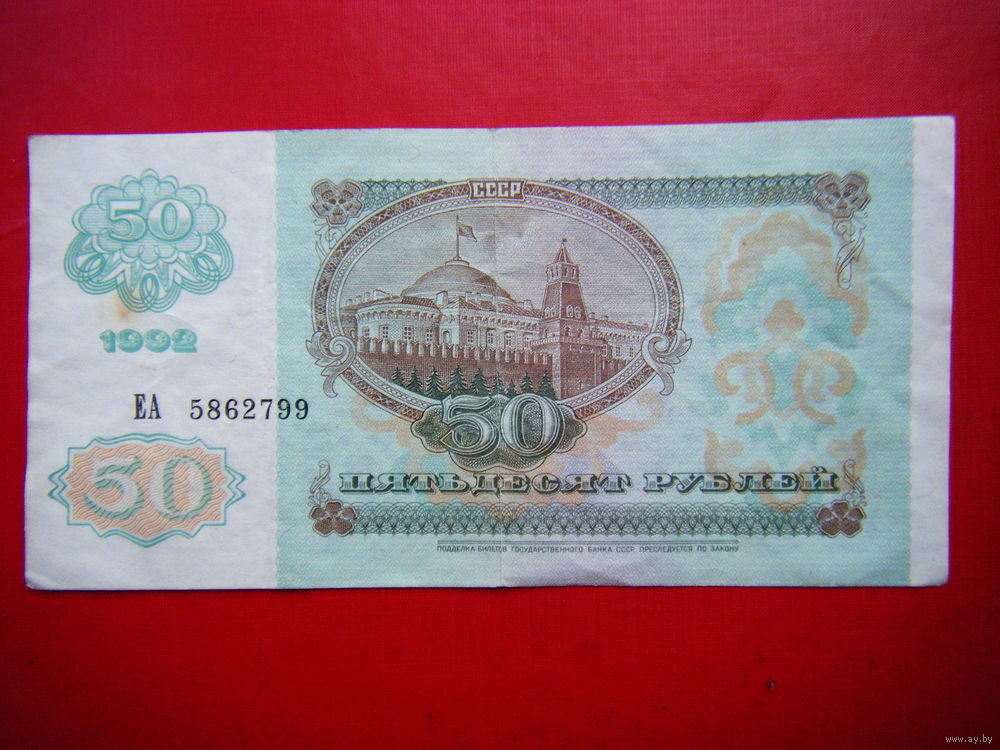 50
1992
ЕА 5862799
50
СССР
50
ПЯТЬДЕСЯТ РУБЛЕЙ
ПОДДЕЛКА БИЛЕТОВ ГОСУДАРСТВЕННОГО БАНКА СССР ПРЕСЛЕДУЕТСЯ ПО ЗАКОНУ
www.ay.by